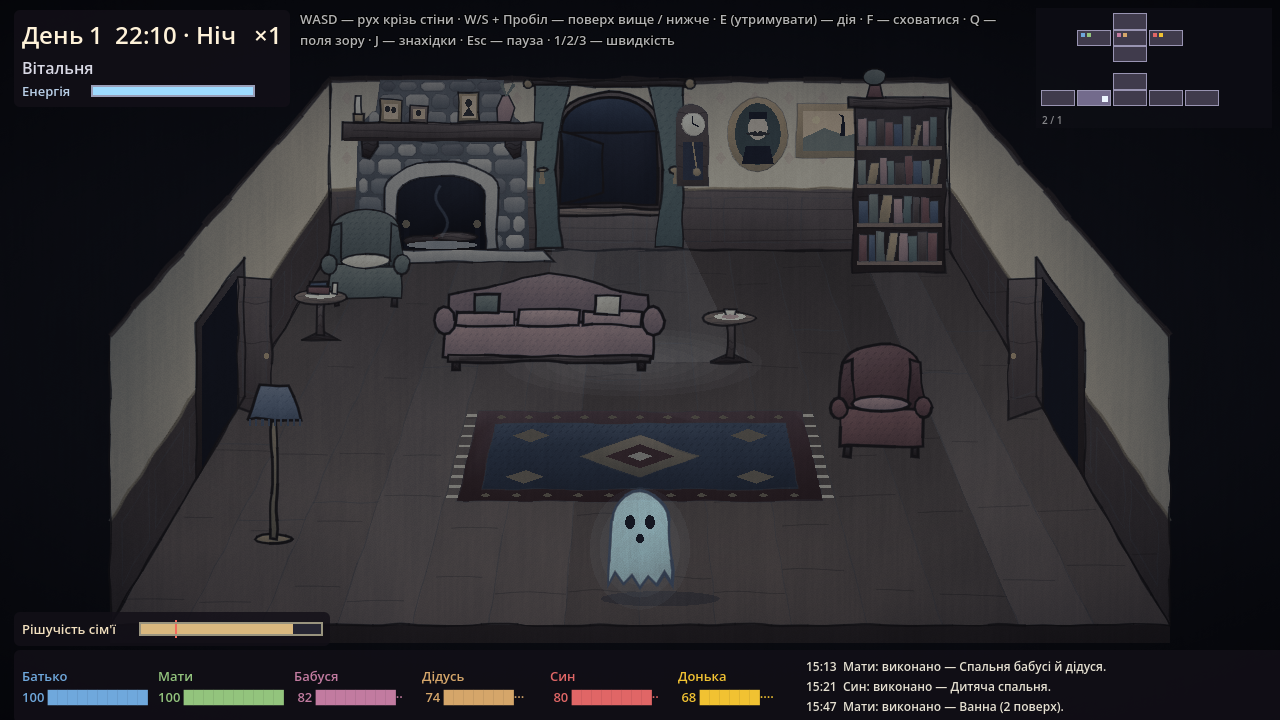 День 1 22:10 · Ніч ×1
Вітальня
Енергія
WASD — рух крізь стіни · W/S + Пробіл — поверх вище / нижче · E (утримувати) — дія · F — сховатися · Q —
поля зору · J — знахідки · Esc — пауза · 1/2/3 — швидкість
2 / 1
Рішучість сім'ї
Батько Мати Бабуся Дідусь Син Донька
100 100 82 74 80 68
15:13 Мати: виконано — Спальня бабусі й дідуся.
15:21 Син: виконано — Дитяча спальня.
15:47 Мати: виконано — Ванна (2 поверх).